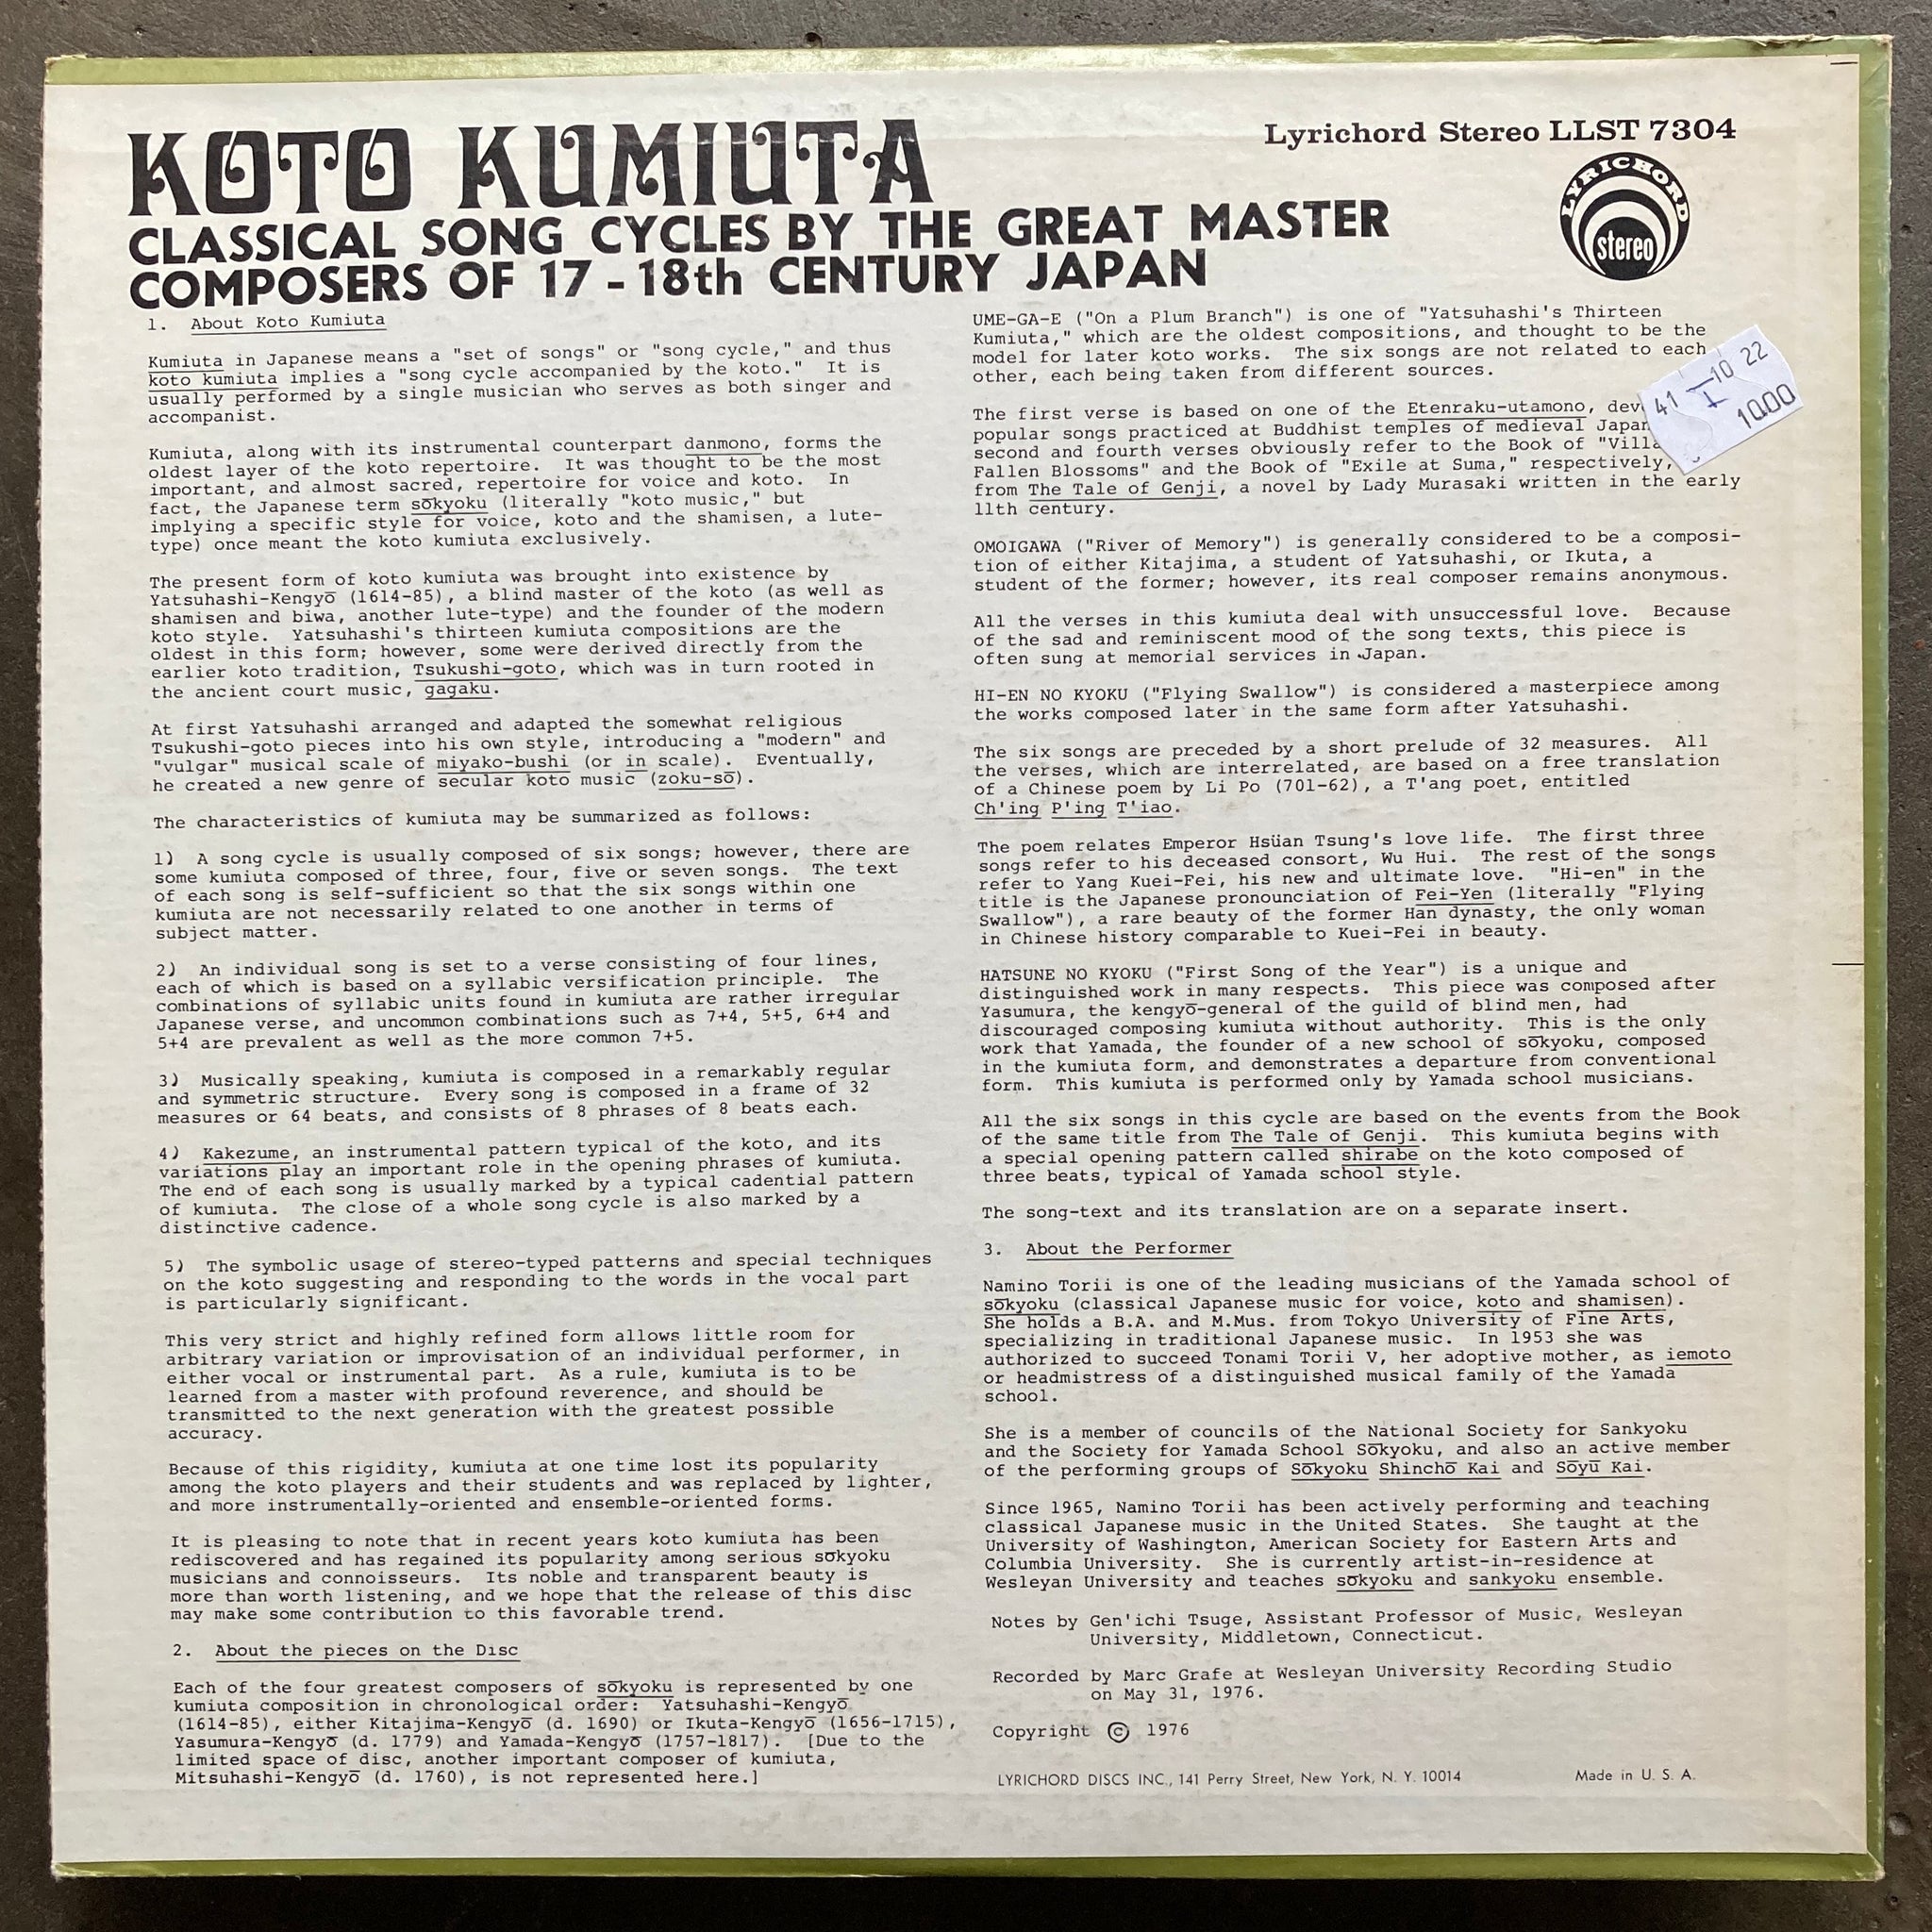 KOTO KUMIUTA
CLASSICAL SONG CYCLES BY THE GREAT MASTER
COMPOSERS OF 17-18th CENTURY JAPAN
Lyrichord Stereo LLST 7304
LYRICHORD
stereo
1. About Koto Kumiuta
Kumiuta in Japanese means a "set of songs" or "song cycle," and thus
koto kumiuta implies a "song cycle accompanied by the koto." It is
usually performed by a single musician who serves as both singer and
accompanist.
Kumiuta, along with its instrumental counterpart danmono, forms the
oldest layer of the koto repertoire. It was thought to be the most
important, and almost sacred, repertoire for voice and koto. In
fact, the Japanese term sōkyoku (literally "koto music," but
implying a specific style for voice, koto and the shamisen, a lute-
type) once meant the koto kumiuta exclusively.
The present form of koto kumiuta was brought into existence by
Yatsuhashi-Kengyō (1614-85), a blind master of the koto (as well as
shamisen and biwa, another lute-type) and the founder of the modern
koto style. Yatsuhashi's thirteen kumiuta compositions are the
oldest in this form; however, some were derived directly from the
earlier koto tradition, Tsukushi-goto, which was in turn rooted in
the ancient court music, gagaku.
At first Yatsuhashi arranged and adapted the somewhat religious
Tsukushi-goto pieces into his own style, introducing a "modern" and
"vulgar" musical scale of miyako-bushi (or in scale). Eventually,
he created a new genre of secular koto music (zoku-sō).
The characteristics of kumiuta may be summarized as follows:
1) A song cycle is usually composed of six songs; however, there are
some kumiuta composed of three, four, five or seven songs. The text
of each song is self-sufficient so that the six songs within one
kumiuta are not necessarily related to one another in terms of
subject matter.
2) An individual song is set to a verse consisting of four lines,
each of which is based on a syllabic versification principle. The
combinations of syllabic units found in kumiuta are rather irregular
Japanese verse, and uncommon combinations such as 7+4, 5+5, 6+4 and
5+4 are prevalent as well as the more common 7+5.
3) Musically speaking, kumiuta is composed in a remarkably regular
and symmetric structure. Every song is composed in a frame of 32
measures or 64 beats, and consists of 8 phrases of 8 beats each.
4) Kakezume, an instrumental pattern typical of the koto, and its
variations play an important role in the opening phrases of kumiuta.
The end of each song is usually marked by a typical cadential pattern
of kumiuta. The close of a whole song cycle is also marked by a
distinctive cadence.
5) The symbolic usage of stereo-typed patterns and special techniques
on the koto suggesting and responding to the words in the vocal part
is particularly significant.
This very strict and highly refined form allows little room for
arbitrary variation or improvisation of an individual performer, in
either vocal or instrumental part. As a rule, kumiuta is to be
learned from a master with profound reverence, and should be
transmitted to the next generation with the greatest possible
accuracy.
Because of this rigidity, kumiuta at one time lost its popularity
among the koto players and their students and was replaced by lighter,
and more instrumentally-oriented and ensemble-oriented forms.
It is pleasing to note that in recent years koto kumiuta has been
rediscovered and has regained its popularity among serious sōkyoku
musicians and connoisseurs. Its noble and transparent beauty is
more than worth listening, and we hope that the release of this disc
may make some contribution to this favorable trend.
2. About the pieces on the Disc
Each of the four greatest composers of sōkyoku is represented by one
kumiuta composition in chronological order: Yatsuhashi-Kengyō
(1614-85), either Kitajima-Kengyō (d. 1690) or Ikuta-Kengyō (1656-1715),
Yasumura-Kengyō (d. 1779) and Yamada-Kengyō (1757-1817). [Due to the
limited space of disc, another important composer of kumiuta,
Mitsuhashi-Kengyō (d. 1760), is not represented here.]
UME-GA-E ("On a Plum Branch") is one of "Yatsuhashi's Thirteen
Kumiuta," which are the oldest compositions, and thought to be the
model for later koto works. The six songs are not related to each
other, each being taken from different sources.
The first verse is based on one of the Etenraku-utamono,
popular songs practiced at Buddhist temples of medieval
second and fourth verses obviously refer to the Book of
Fallen Blossoms" and the Book of "Exile at Suma," respectively,
from The Tale of Genji, a novel by Lady Murasaki written in the early
11th century.
41 10 22
1000
OMOIGAWA ("River of Memory") is generally considered to be a composi-
tion of either Kitajima, a student of Yatsuhashi, or Ikuta, a
student of the former; however, its real composer remains anonymous.
All the verses in this kumiuta deal with unsuccessful love. Because
of the sad and reminiscent mood of the song texts, this piece is
often sung at memorial services in Japan.
HI-EN NO KYOKU ("Flying Swallow") is considered a masterpiece among
the works composed later in the same form after Yatsuhashi.
The six songs are preceded by a short prelude of 32 measures. All
the verses, which are interrelated, are based on a free translation
of a Chinese poem by Li Po (701-62), a T'ang poet, entitled
Ch'ing P'ing T'iao.
The poem relates Emperor Hsüan Tsung's love life. The first three
songs refer to his deceased consort, Wu Hui. The rest of the songs
refer to Yang Kuei-Fei, his new and ultimate love. "Hi-en" in the
title is the Japanese pronounciation of Fei-Yen (literally "Flying
Swallow"), a rare beauty of the former Han dynasty, the only woman
in Chinese history comparable to Kuei-Fei in beauty.
HATSUNE NO KYOKU ("First Song of the Year") is a unique and
distinguished work in many respects. This piece was composed after
Yasumura, the kengyō-general of the guild of blind men, had
discouraged composing kumiuta without authority. This is the only
work that Yamada, the founder of a new school of sōkyoku, composed
in the kumiuta form, and demonstrates a departure from conventional
form. This kumiuta is performed only by Yamada school musicians.
All the six songs in this cycle are based on the events from the Book
of the same title from The Tale of Genji. This kumiuta begins with
a special opening pattern called shirabe on the koto composed of
three beats, typical of Yamada school style.
The song-text and its translation are on a separate insert.
3. About the Performer
Namino Torii is one of the leading musicians of the Yamada school of
sōkyoku (classical Japanese music for voice, koto and shamisen).
She holds a B.A. and M.Mus. from Tokyo University of Fine Arts,
specializing in traditional Japanese music. In 1953 she was
authorized to succeed Tonami Torii V, her adoptive mother, as iemoto
or headmistress of a distinguished musical family of the Yamada
school.
She is a member of councils of the National Society for Sankyoku
and the Society for Yamada School Sōkyoku, and also an active member
of the performing groups of Sōkyoku Shinchō Kai and Sōyū Kai.
Since 1965, Namino Torii has been actively performing and teaching
classical Japanese music in the United States. She taught at the
University of Washington, American Society for Eastern Arts and
Columbia University. She is currently artist-in-residence at
Wesleyan University and teaches sōkyoku and sankyoku ensemble.
Notes by Gen'ichi Tsuge, Assistant Professor of Music, Wesleyan
University, Middletown, Connecticut.
Recorded by Marc Grafe at Wesleyan University Recording Studio
on May 31, 1976.
Copyright © 1976
LYRICHORD DISCS INC., 141 Perry Street, New York, N. Y. 10014 Made in U. S. A.